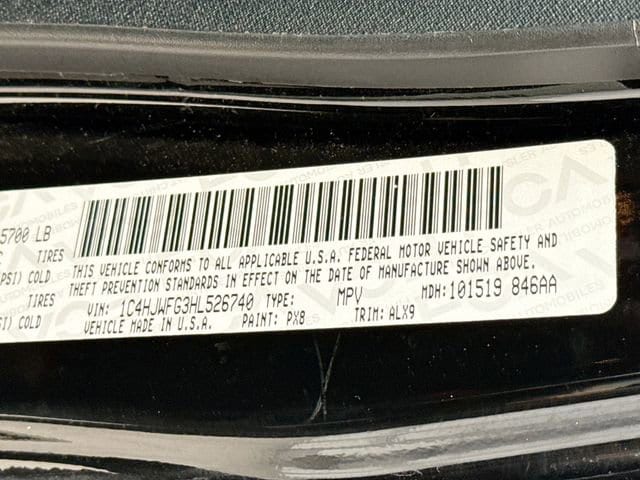 5700 LB
TIRES
PSI) COLD
TIRES
SI) COLD
THIS VEHICLE CONFORMS TO ALL APPLICABLE U.S.A. FEDERAL MOTOR VEHICLE SAFETY AND
THEFT PREVENTION STANDARDS IN EFFECT ON THE DATE OF MANUFACTURE SHOWN ABOVE.
VIN: 1C4HJWFG3HL526740 TYPE: MPV MDH: 101519 846AA
VEHICLE MADE IN U.S.A. PAINT: PX8 TRIM: ALX9